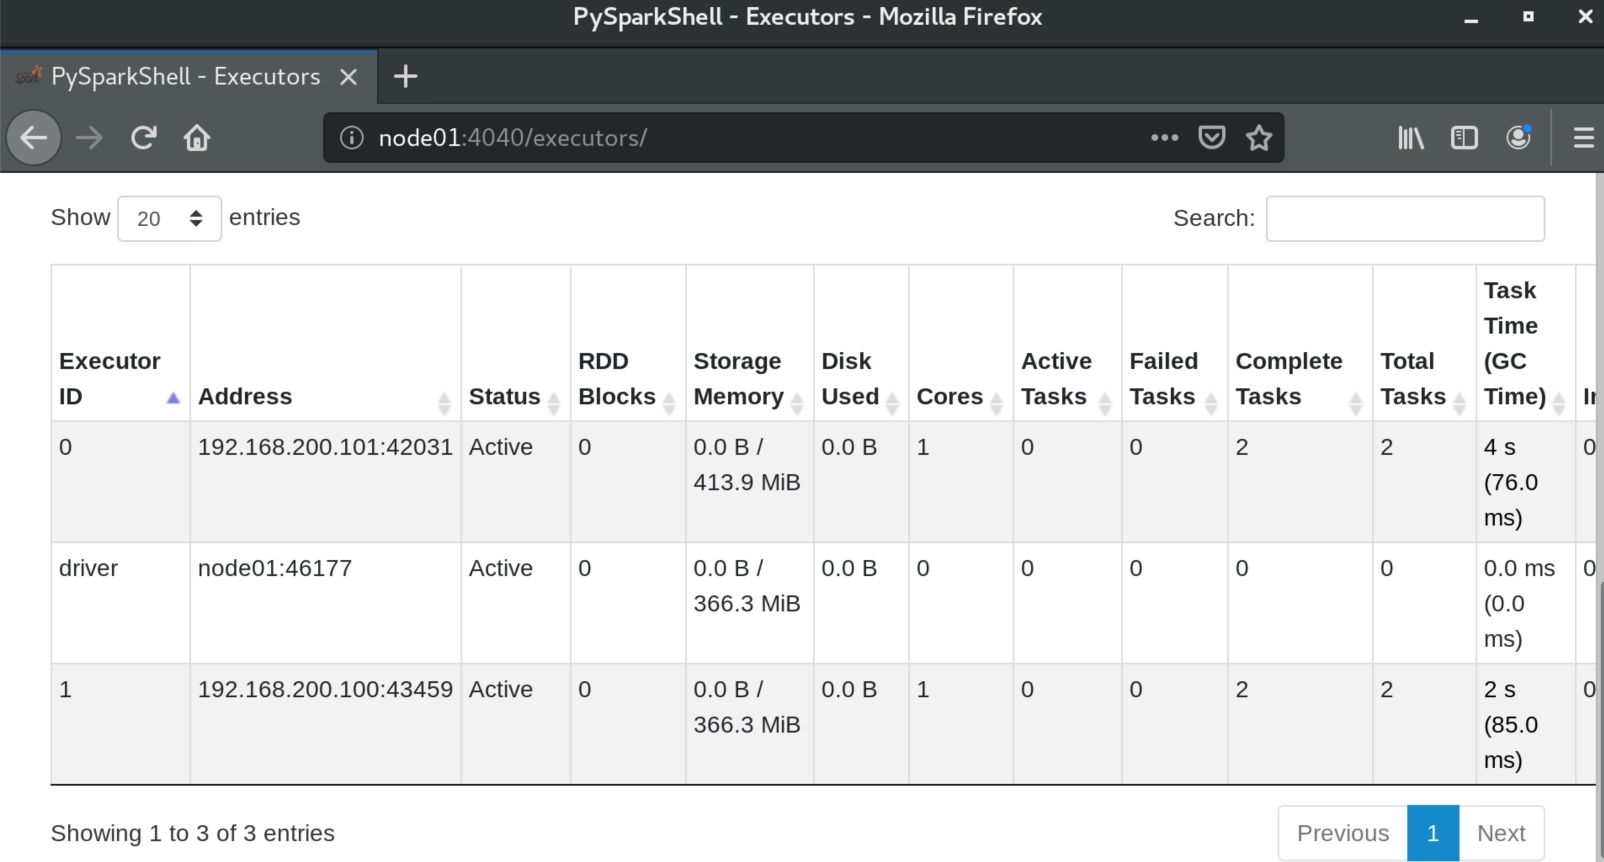 PySparkShell - Executors - Mozilla Firefox
Spark PySparkShell - Executors
node01:4040/executors/
Show 20 entries Search:
Executor ID Address Status RDD Blocks Storage Memory Disk Used Cores Active Tasks Failed Tasks Complete Tasks Total Tasks Task Time (GC Time)
0 192.168.200.101:42031 Active 0 0.0 B / 413.9 MiB 0.0 B 1 0 0 2 2 4 s (76.0 ms) 0
driver node01:46177 Active 0 0.0 B / 366.3 MiB 0.0 B 0 0 0 0 0 0.0 ms (0.0 ms) 0
1 192.168.200.100:43459 Active 0 0.0 B / 366.3 MiB 0.0 B 1 0 0 2 2 2 s (85.0 ms) 0
Showing 1 to 3 of 3 entries Previous 1 Next